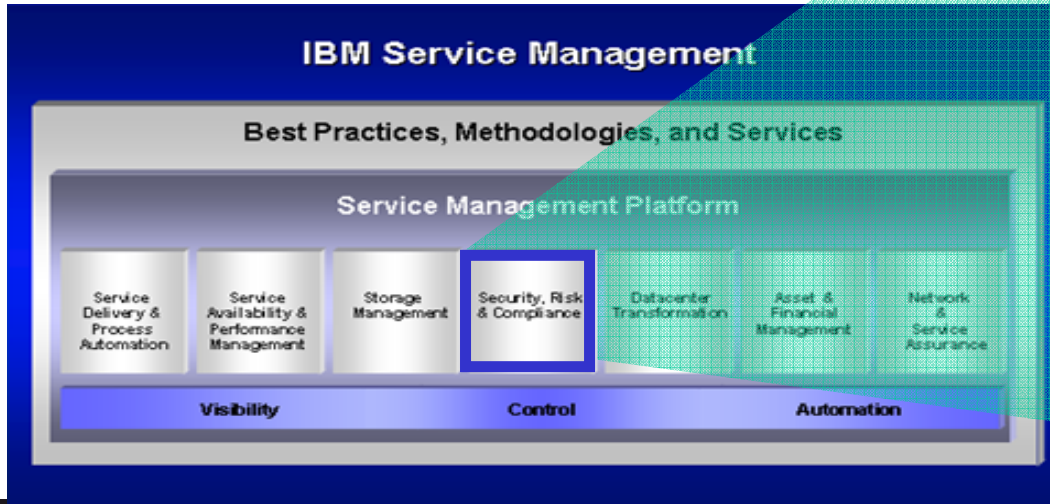 IBM Service Management
Best Practices, Methodologies, and Services
Service Management Platform
Service
Delivery &
Process
Automation
Service
Availability &
Performance
Management
Storage
Management
Security, Risk
& Compliance
Datacenter
Transformation
Asset &
Financial
Management
Network
&
Service
Assurance
Visibility
Control
Automation